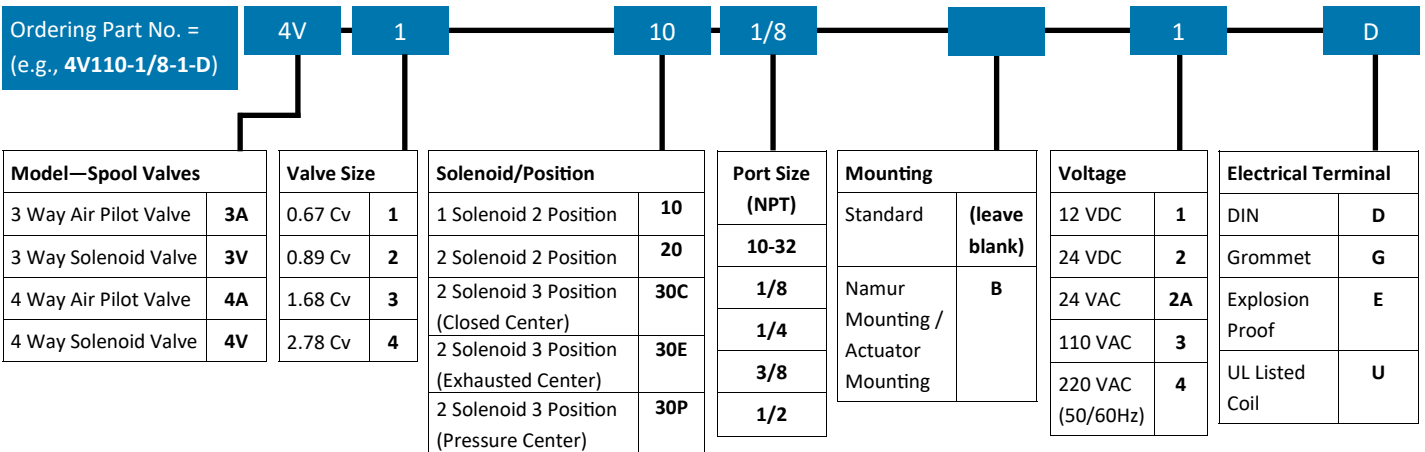 Ordering Part No. =
(e.g., 4V110-1/8-1-D)
4V
1
10
1/8
1
D
Model—Spool Valves
3 Way Air Pilot Valve 3A
3 Way Solenoid Valve 3V
4 Way Air Pilot Valve 4A
4 Way Solenoid Valve 4V
Valve Size
0.67 Cv 1
0.89 Cv 2
1.68 Cv 3
2.78 Cv 4
Solenoid/Position
1 Solenoid 2 Position 10
2 Solenoid 2 Position 20
2 Solenoid 3 Position 30C
(Closed Center)
2 Solenoid 3 Position 30E
(Exhausted Center)
2 Solenoid 3 Position 30P
(Pressure Center)
Port Size
(NPT)
10-32
1/8
1/4
3/8
1/2
Mounting
Standard (leave
blank)
Namur B
Mounting /
Actuator
Mounting
Voltage
12 VDC 1
24 VDC 2
24 VAC 2A
110 VAC 3
220 VAC 4
(50/60Hz)
Electrical Terminal
DIN D
Grommet G
Explosion E
Proof
UL Listed U
Coil